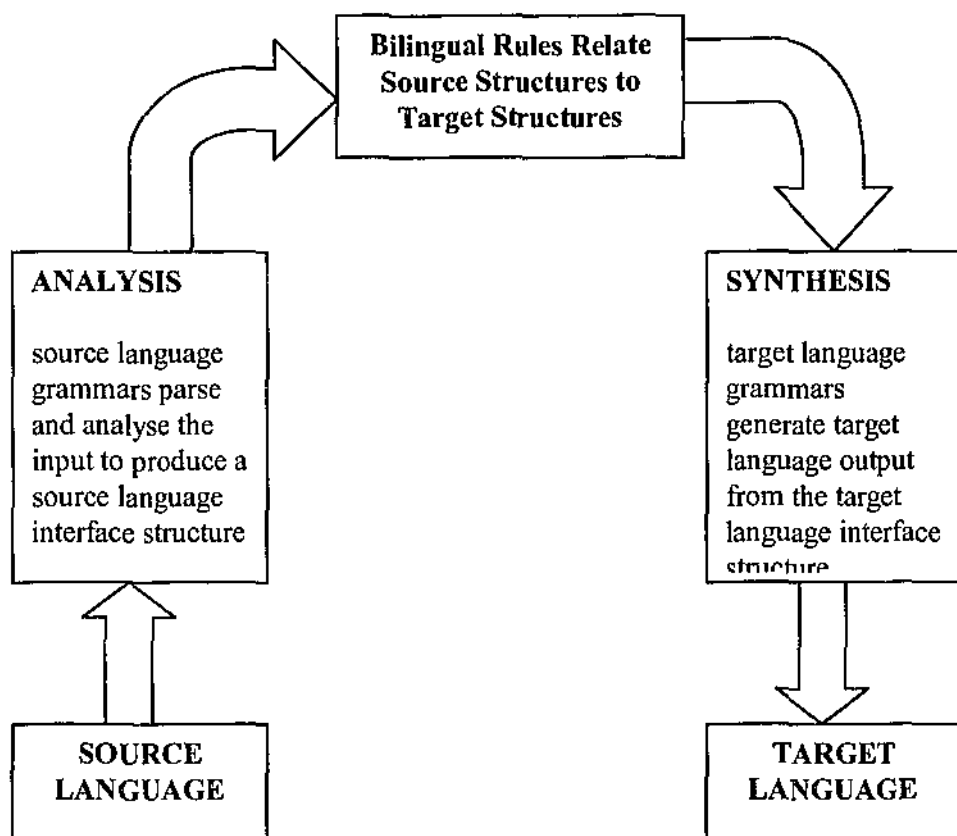 Bilingual Rules Relate
Source Structures to
Target Structures
ANALYSIS
source language
grammars parse
and analyse the
input to produce a
source language
interface structure
SYNTHESIS
target language
grammars
generate target
language output
from the target
language interface
structure
SOURCE
LANGUAGE
TARGET
LANGUAGE